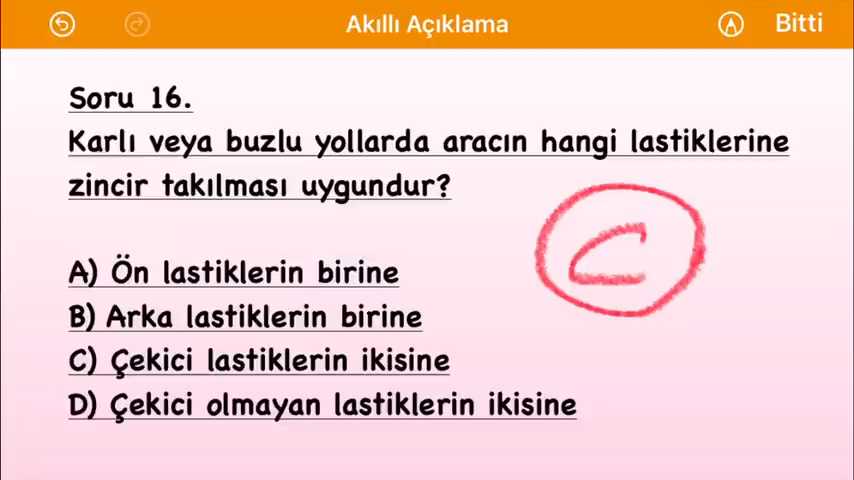 Akıllı Açıklama
Bitti
Soru 16.
Karlı veya buzlu yollarda aracın hangi lastiklerine
zincir takılması uygundur?
C
A) Ön lastiklerin birine
B) Arka lastiklerin birine
C) Çekici lastiklerin ikisine
D) Çekici olmayan lastiklerin ikisine